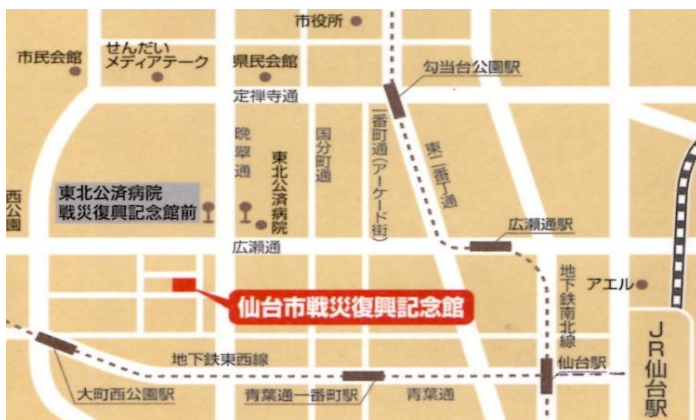 市役所
市民会館
せんだい
メディアテーク
県民会館
勾当台公園駅
定禅寺通
晩翠通
国分町通
一番町通(アーケード街)
東二番丁通
西公園
東北公済病院
戦災復興記念館前
東北公済病院
広瀬通
広瀬通駅
地下鉄南北線
アエル
仙台市戦災復興記念館
JR仙台駅
地下鉄東西線
仙台駅
大町西公園駅
青葉通一番町駅
青葉通